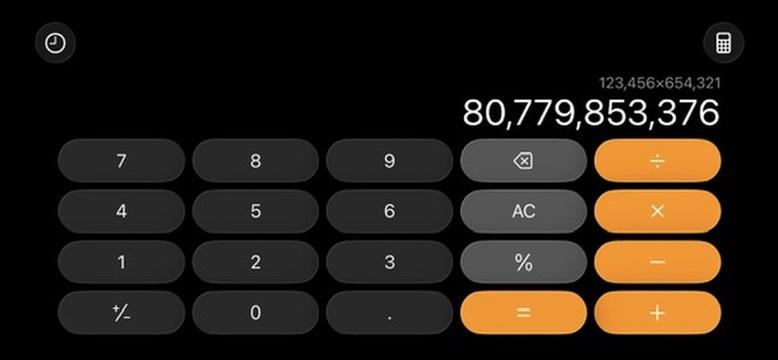 123,456×654,321
80,779,853,376
7 8 9 ÷
4 5 6 AC ×
1 2 3 % −
+/− 0 . = +